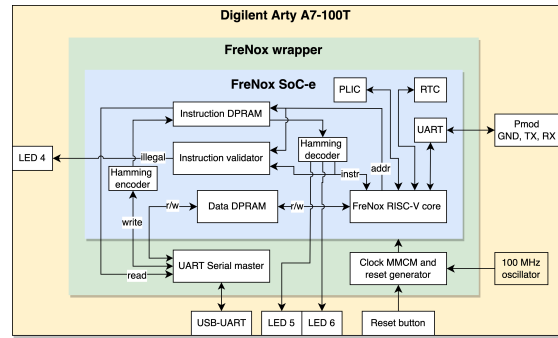 Digilent Arty A7-100T
FreNox wrapper
FreNox SoC-e
PLIC
RTC
Instruction DPRAM
UART
Pmod
GND, TX, RX
Hamming
decoder
LED 4
illegal
Instruction validator
addr
instr
Hamming
encoder
r/w
Data DPRAM
r/w
FreNox RISC-V core
write
UART Serial master
Clock MMCM and
reset generator
100 MHz
oscillator
read
USB-UART
LED 5
LED 6
Reset button